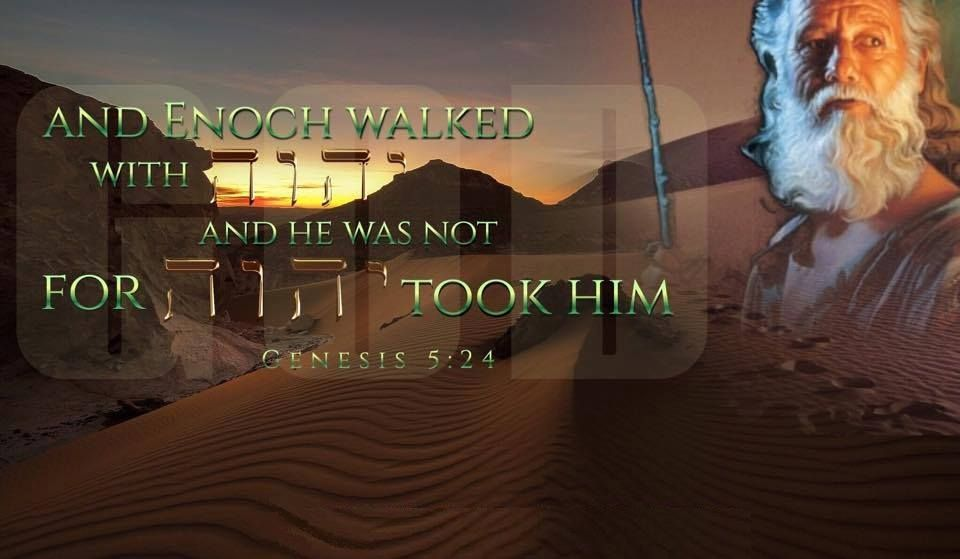 GOD
AND ENOCH WALKED
WITH יהוה
AND HE WAS NOT
FOR יהוה TOOK HIM
GENESIS 5:24